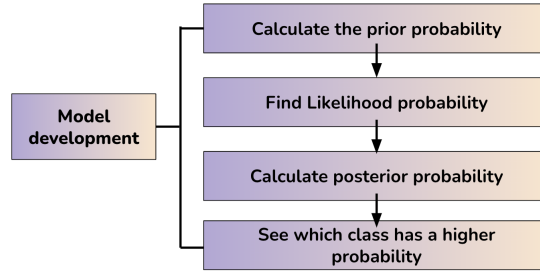 Calculate the prior probability
Find Likelihood probability
Model
development
Calculate posterior probability
See which class has a higher
probability